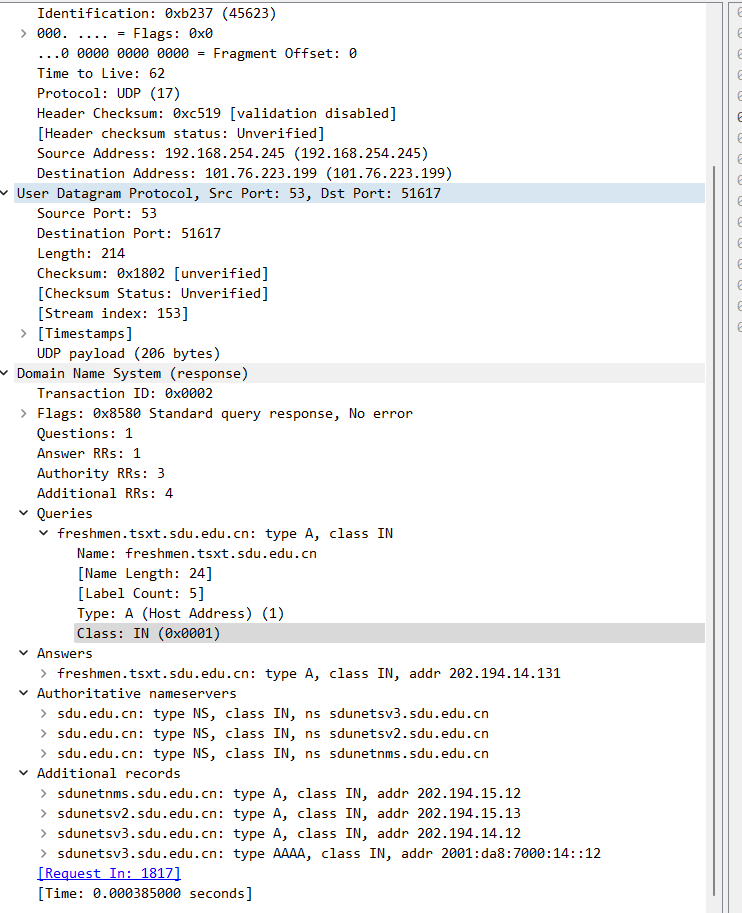 Identification: 0xb237 (45623)
000. .... = Flags: 0x0
...0 0000 0000 0000 = Fragment Offset: 0
Time to Live: 62
Protocol: UDP (17)
Header Checksum: 0xc519 [validation disabled]
[Header checksum status: Unverified]
Source Address: 192.168.254.245 (192.168.254.245)
Destination Address: 101.76.223.199 (101.76.223.199)
User Datagram Protocol, Src Port: 53, Dst Port: 51617
Source Port: 53
Destination Port: 51617
Length: 214
Checksum: 0x1802 [unverified]
[Checksum Status: Unverified]
[Stream index: 153]
[Timestamps]
UDP payload (206 bytes)
Domain Name System (response)
Transaction ID: 0x0002
Flags: 0x8580 Standard query response, No error
Questions: 1
Answer RRs: 1
Authority RRs: 3
Additional RRs: 4
Queries
freshmen.tsxt.sdu.edu.cn: type A, class IN
Name: freshmen.tsxt.sdu.edu.cn
[Name Length: 24]
[Label Count: 5]
Type: A (Host Address) (1)
Class: IN (0x0001)
Answers
freshmen.tsxt.sdu.edu.cn: type A, class IN, addr 202.194.14.131
Authoritative nameservers
sdu.edu.cn: type NS, class IN, ns sdunetsv3.sdu.edu.cn
sdu.edu.cn: type NS, class IN, ns sdunetsv2.sdu.edu.cn
sdu.edu.cn: type NS, class IN, ns sdunetnms.sdu.edu.cn
Additional records
sdunetnms.sdu.edu.cn: type A, class IN, addr 202.194.15.12
sdunetsv2.sdu.edu.cn: type A, class IN, addr 202.194.15.13
sdunetsv3.sdu.edu.cn: type A, class IN, addr 202.194.14.12
sdunetsv3.sdu.edu.cn: type AAAA, class IN, addr 2001:da8:7000:14::12
[Request In: 1817]
[Time: 0.000385000 seconds]